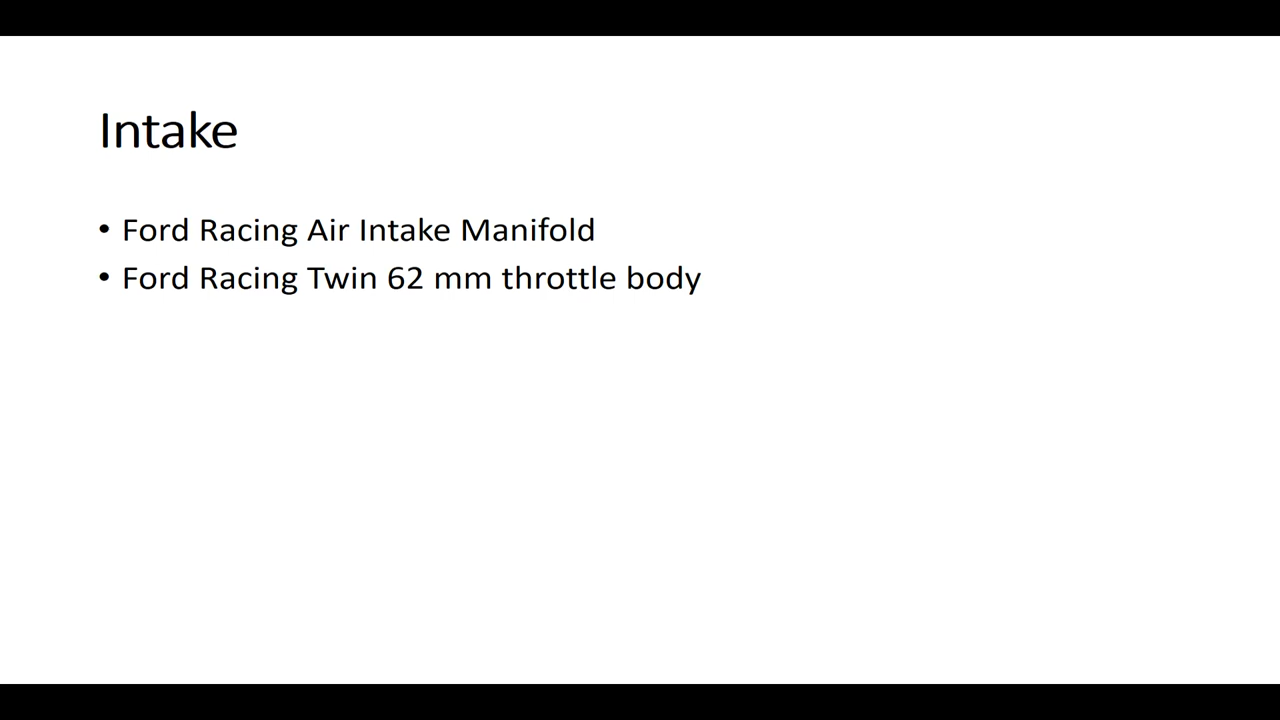 Intake
• Ford Racing Air Intake Manifold
• Ford Racing Twin 62 mm throttle body